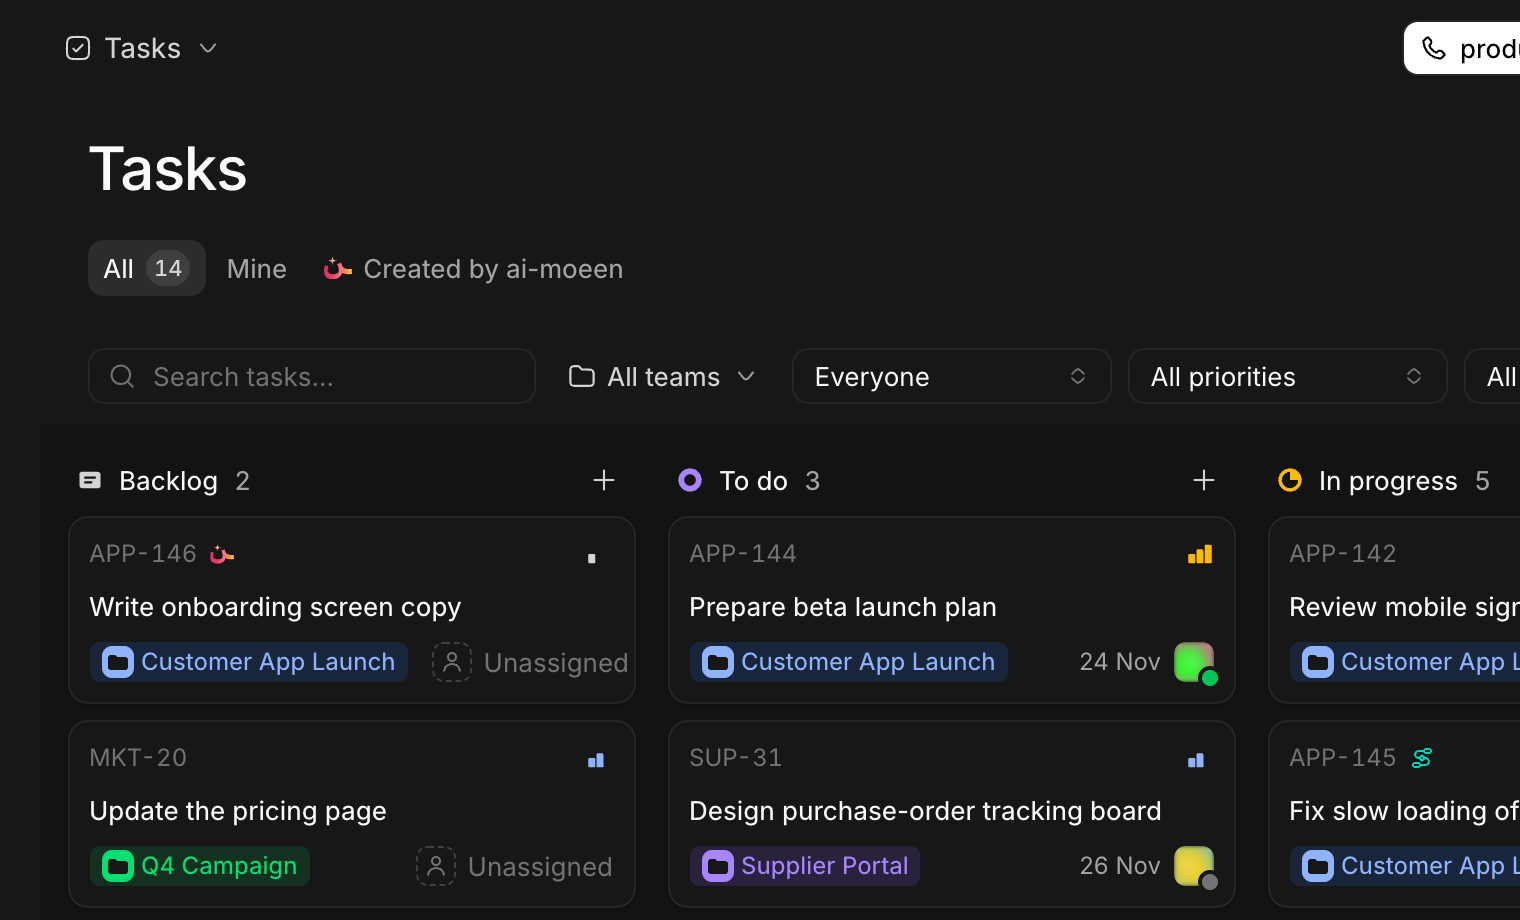 Tasks
produ
Tasks
All 14 Mine Created by ai-moeen
Search tasks...
All teams
Everyone
All priorities
All
Backlog 2
To do 3
In progress 5
APP-146
Write onboarding screen copy
Customer App Launch Unassigned
APP-144
Prepare beta launch plan
Customer App Launch 24 Nov
APP-142
Review mobile sign
Customer App L
MKT-20
Update the pricing page
Q4 Campaign Unassigned
SUP-31
Design purchase-order tracking board
Supplier Portal 26 Nov
APP-145
Fix slow loading of
Customer App L